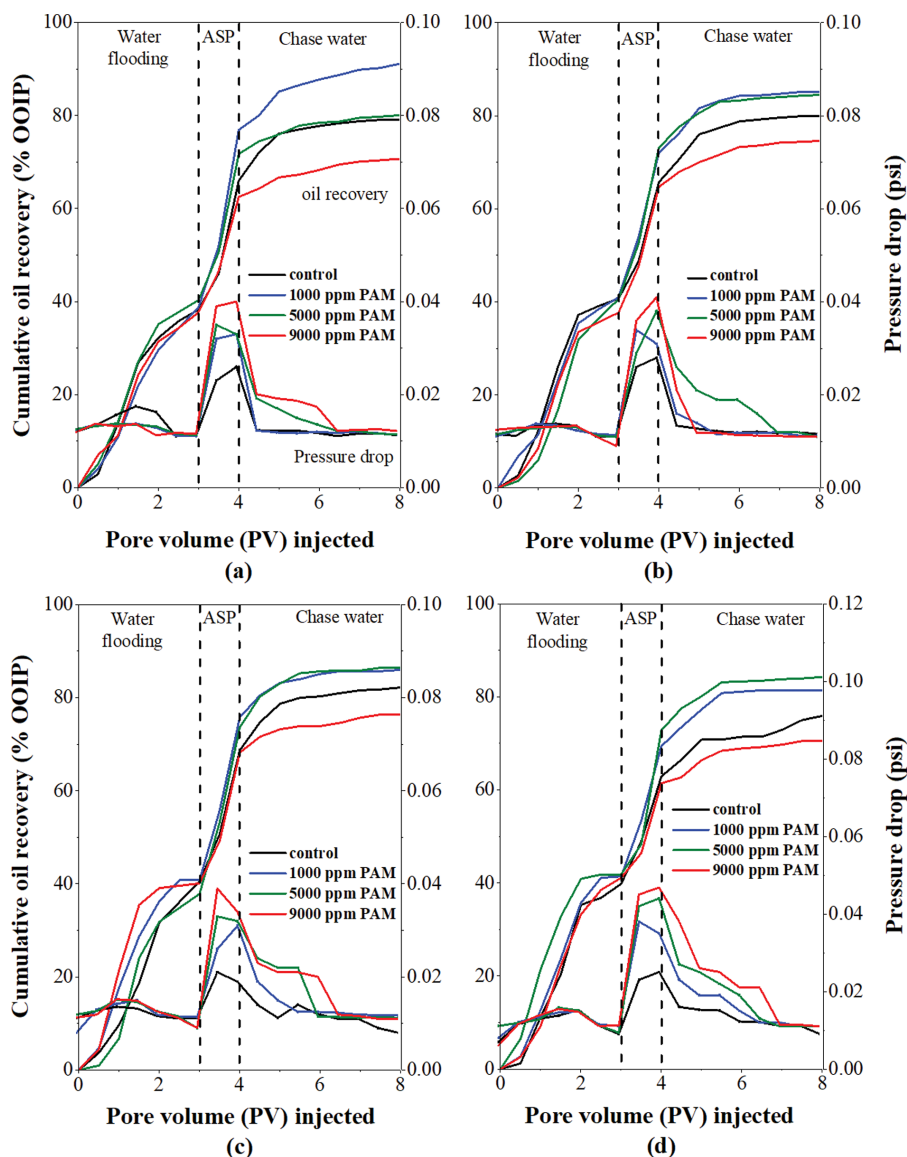 100
80
60
40
20
0
Cumulative oil recovery (% OOIP)
Water
flooding
ASP
Chase water
oil recovery
control
1000 ppm PAM
5000 ppm PAM
9000 ppm PAM
Pressure drop
0.10
0.08
0.06
0.04
0.02
0.00
0 2 4 6 8
Pore volume (PV) injected
(a)
100
80
60
40
20
0
Water
flooding
ASP
Chase water
control
1000 ppm PAM
5000 ppm PAM
9000 ppm PAM
0.10
0.08
0.06
0.04
0.02
0.00
Pressure drop (psi)
0 2 4 6 8
Pore volume (PV) injected
(b)
100
80
60
40
20
0
Cumulative oil recovery (% OOIP)
Water
flooding
ASP
Chase water
control
1000 ppm PAM
5000 ppm PAM
9000 ppm PAM
0.10
0.08
0.06
0.04
0.02
0.00
0 2 4 6 8
Pore volume (PV) injected
(c)
100
80
60
40
20
0
Water
flooding
ASP
Chase water
control
1000 ppm PAM
5000 ppm PAM
9000 ppm PAM
0.12
0.10
0.08
0.06
0.04
0.02
0.00
Pressure drop (psi)
0 2 4 6 8
Pore volume (PV) injected
(d)